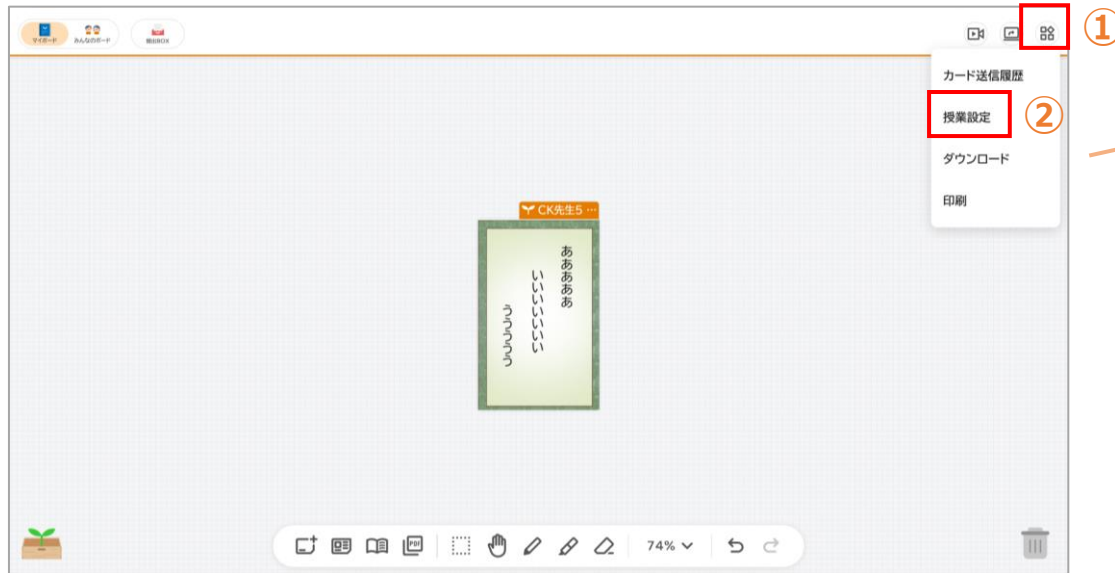 マイボード
みんなのボード
提出BOX
①
カード送信履歴
授業設定
②
ダウンロード
印刷
CK先生5 …
あああああ
いいいいいいい
ううううう
PDF
74%